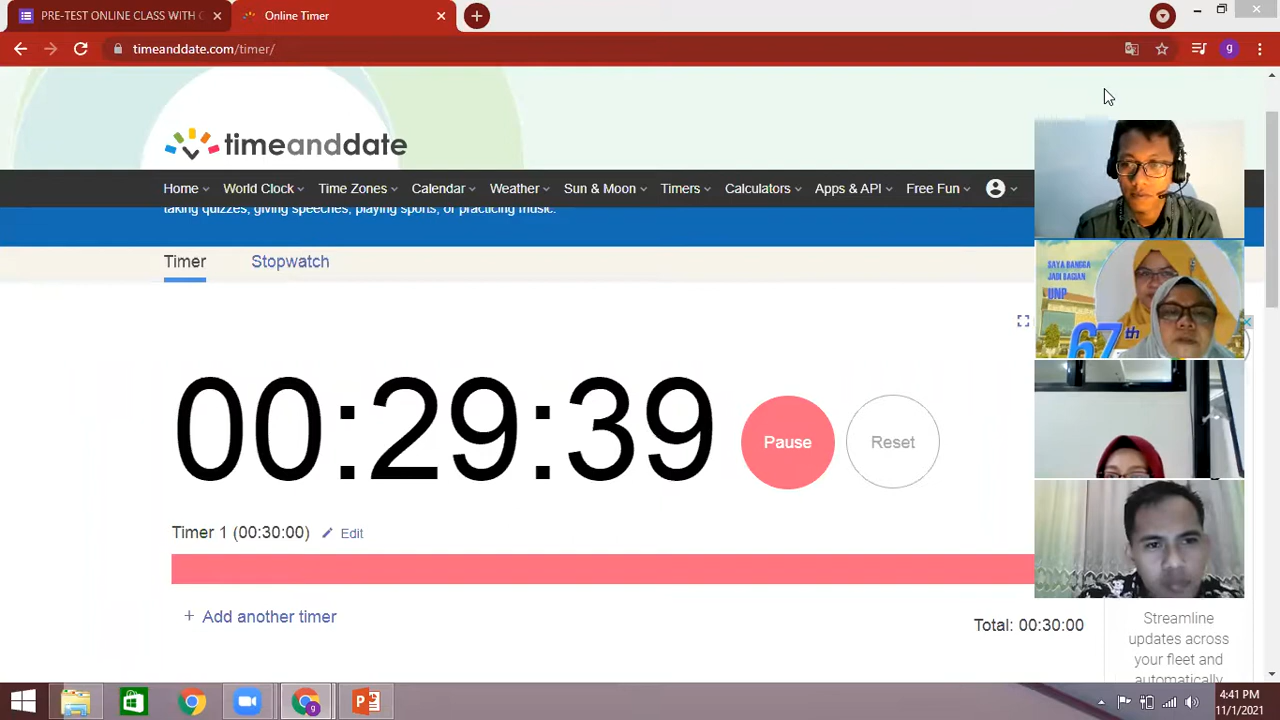 PRE-TEST ONLINE CLASS WITH
Online Timer
timeanddate.com/timer/
g
timeanddate
Home
World Clock
Time Zones
Calendar
Weather
Sun & Moon
Timers
Calculators
Apps & API
Free Fun
taking quizzes, giving speeches, playing sports, or practicing music.
Timer
Stopwatch
SAYA BANGGA
JADI BAGIAN
UNP
67th
00:29:39
Pause
Reset
Timer 1 (00:30:00)
Edit
+ Add another timer
Total: 00:30:00
Streamline
updates across
your fleet and
automatically
g
4:41 PM
11/1/2021